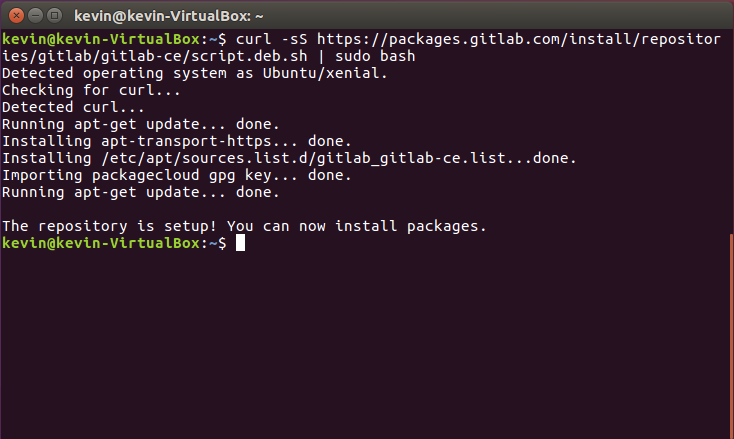 kevin@kevin-VirtualBox: ~
kevin@kevin-VirtualBox:~$ curl -sS https://packages.gitlab.com/install/repositor
ies/gitlab/gitlab-ce/script.deb.sh | sudo bash
Detected operating system as Ubuntu/xenial.
Checking for curl...
Detected curl...
Running apt-get update... done.
Installing apt-transport-https... done.
Installing /etc/apt/sources.list.d/gitlab_gitlab-ce.list...done.
Importing packagecloud gpg key... done.
Running apt-get update... done.
The repository is setup! You can now install packages.
kevin@kevin-VirtualBox:~$